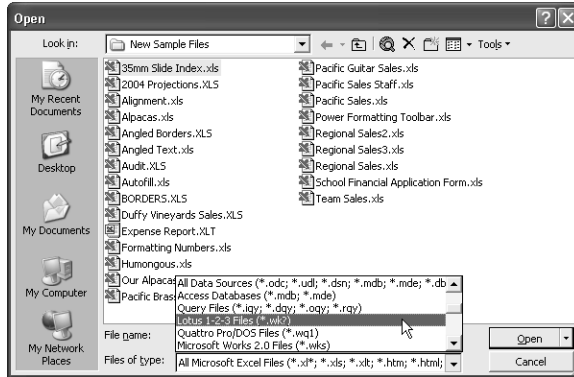 Open
Look in:
New Sample Files
Tools
My Recent
Documents
Desktop
My Documents
My Computer
My Network
Places
35mm Slide Index.xls
2004 Projections.XLS
Alignment.xls
Alpacas.xls
Angled Borders.XLS
Angled Text.xls
Audit.XLS
Autofill.xls
BORDERS.XLS
Duffy Vineyards Sales.XLS
Expense Report.XLT
Formatting Numbers.xls
Humongous.xls
Our Alpacas
Pacific Bras
Pacific Guitar Sales.xls
Pacific Sales Staff.xls
Pacific Sales.xls
Power Formatting Toolbar.xls
Regional Sales2.xls
Regional Sales3.xls
Regional Sales.xls
School Financial Application Form.xls
Team Sales.xls
All Data Sources (*.odc; *.udl; *.dsn; *.mdb; *.mde; *.db
Access Databases (*.mdb; *.mde)
Query Files (*.iqy; *.dqy; *.oqy; *.rqy)
Lotus 1-2-3 Files (*.wk?)
Quattro Pro/DOS Files (*.wq1)
Microsoft Works 2.0 Files (*.wks)
File name:
Open
Files of type:
All Microsoft Excel Files (*.xl*; *.xls; *.xlt; *.htm; *.html;
Cancel